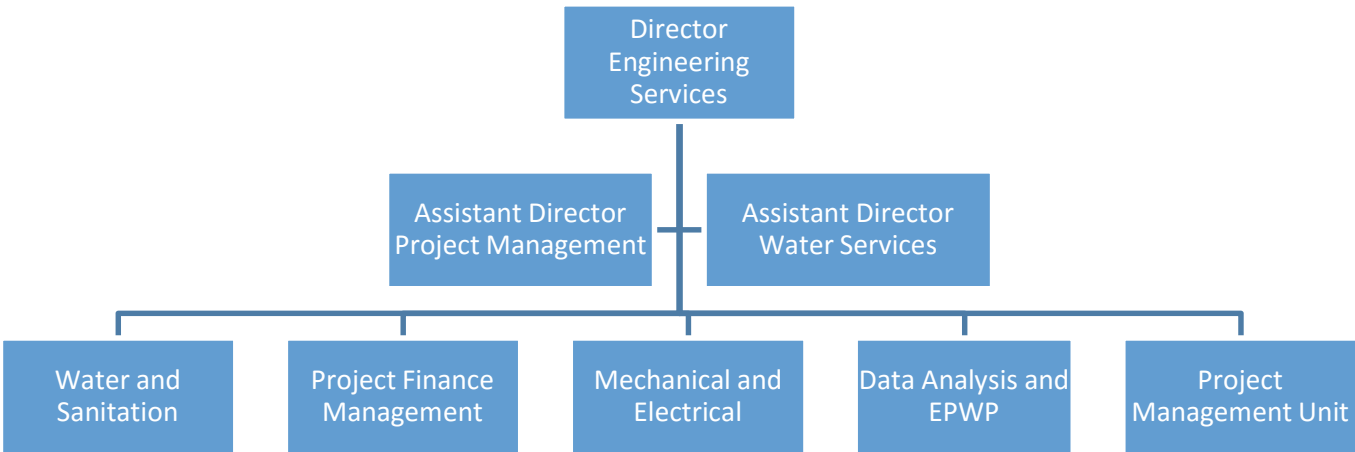 Director
Engineering
Services
Assistant Director
Project Management
Assistant Director
Water Services
Water and
Sanitation
Project Finance
Management
Mechanical and
Electrical
Data Analysis and
EPWP
Project
Management Unit